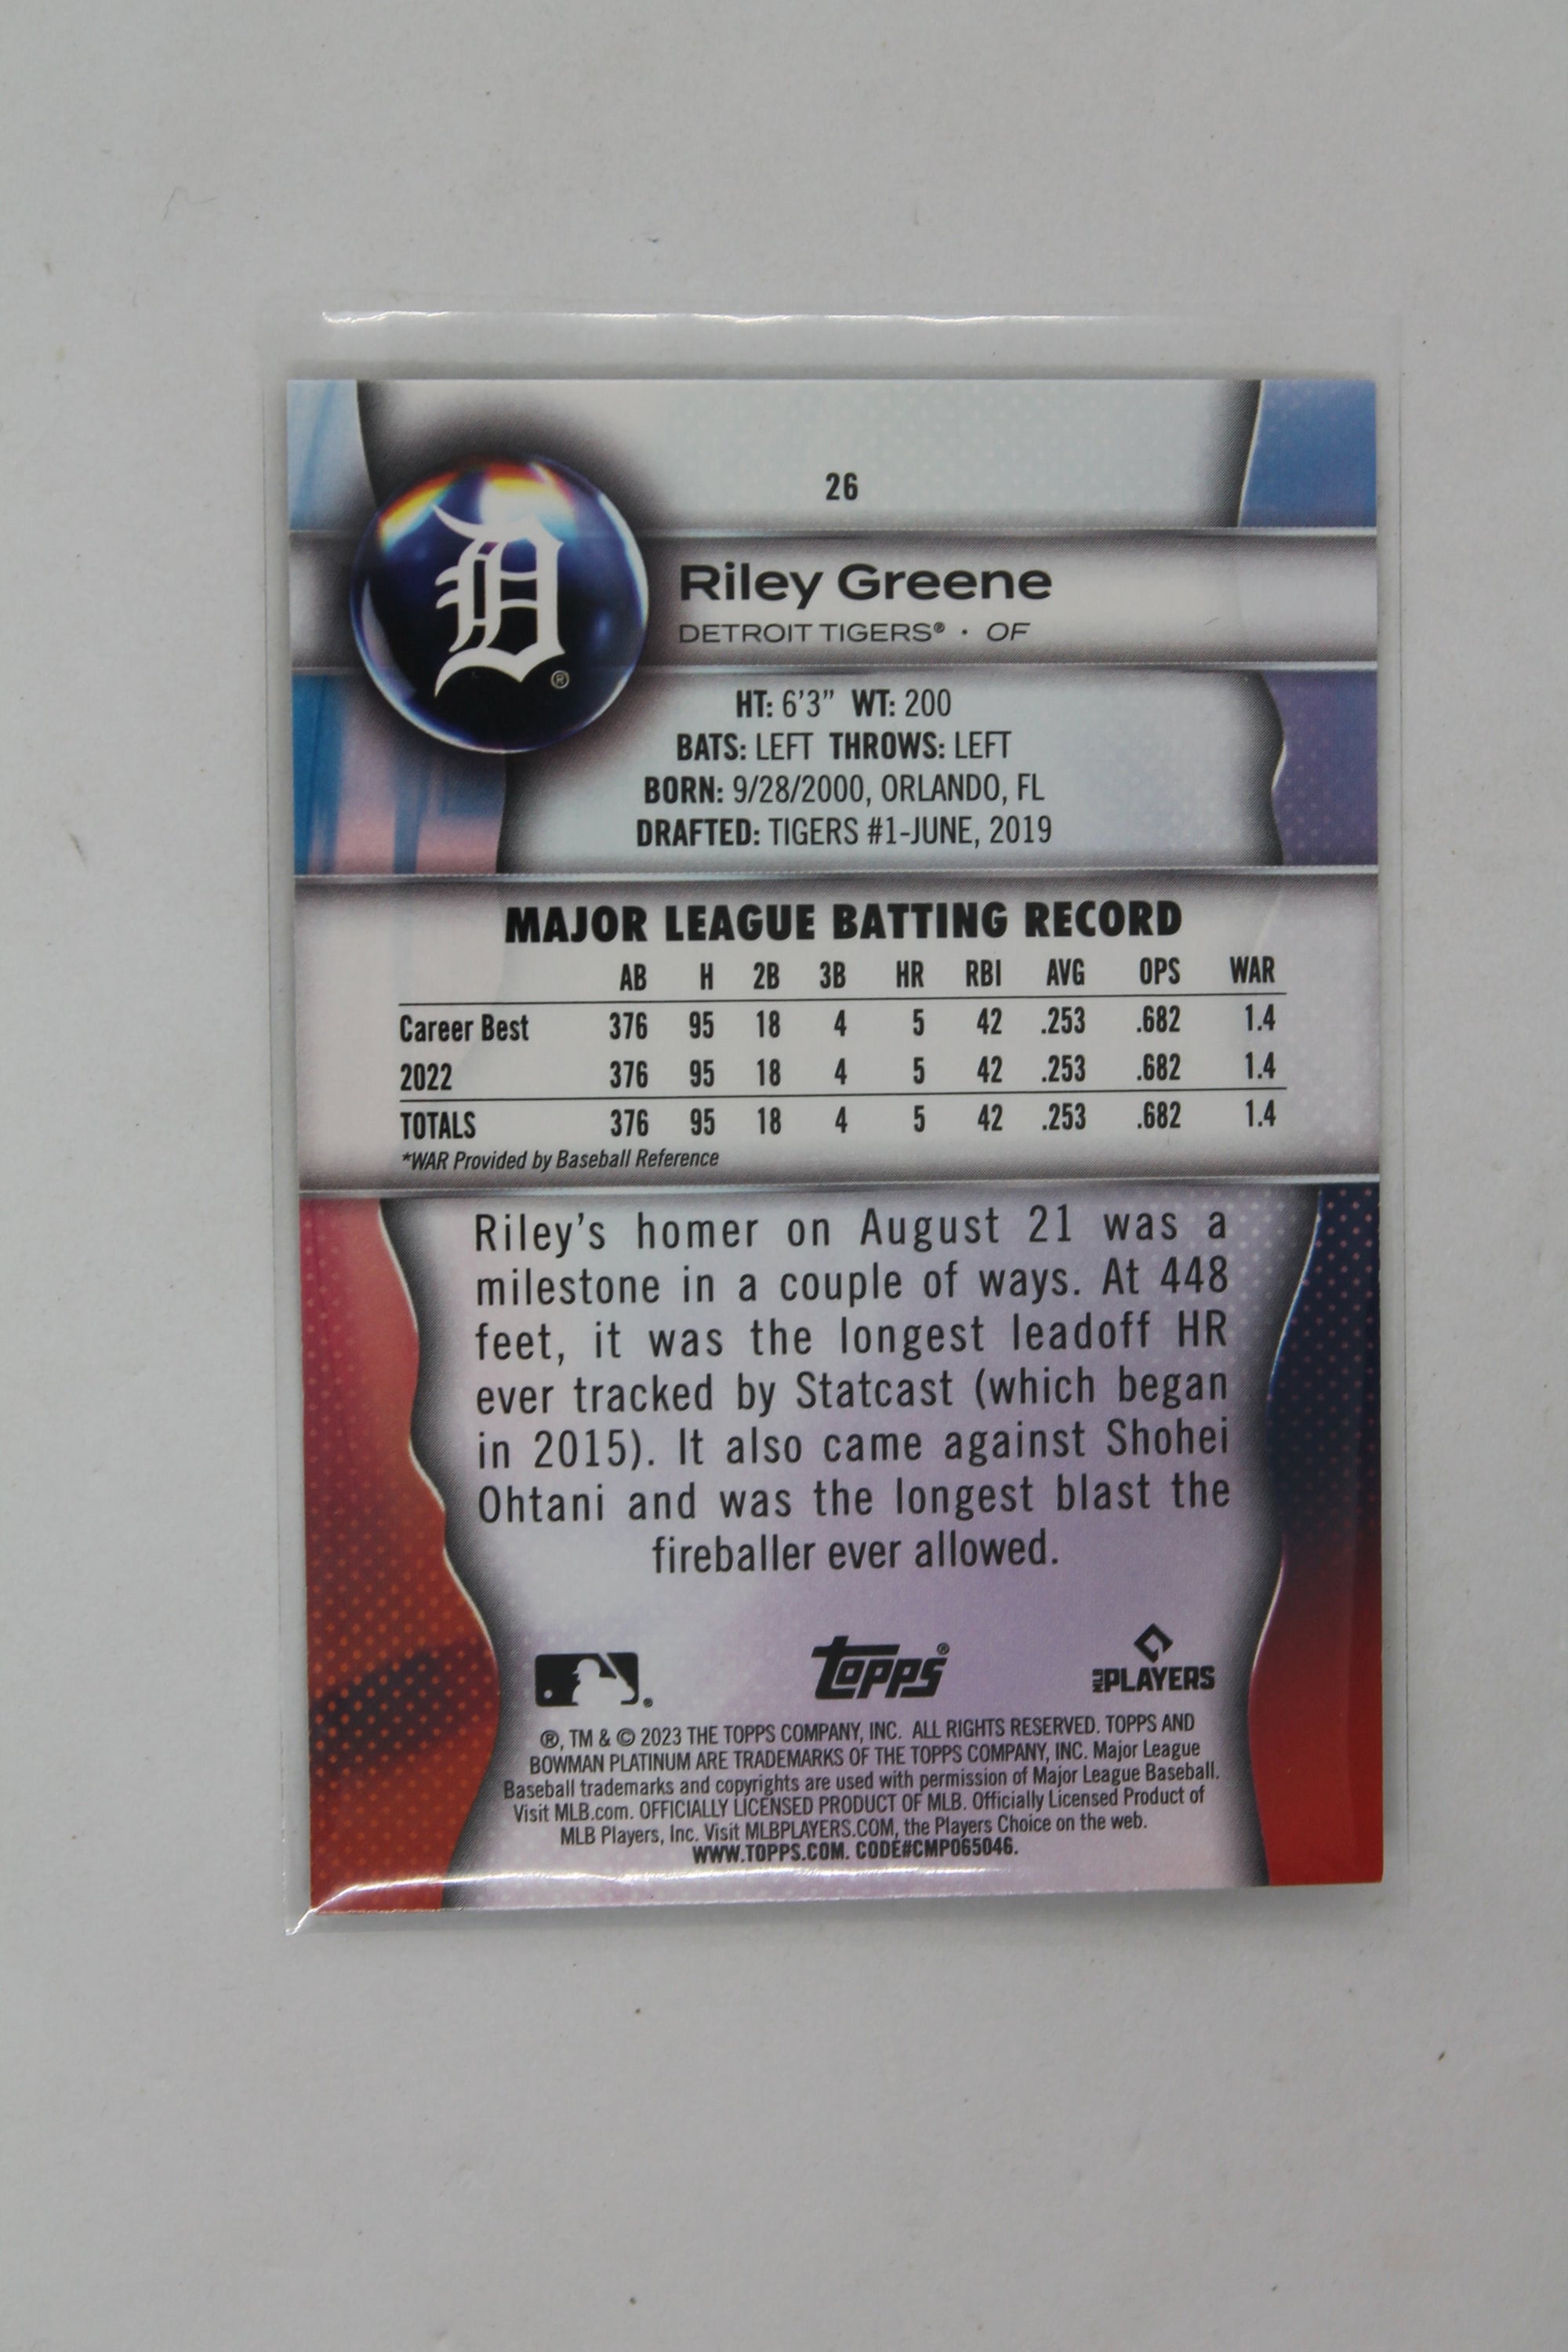 26
D
®
Riley Greene
DETROIT TIGERS® · OF
HT: 6'3" WT: 200
BATS: LEFT THROWS: LEFT
BORN: 9/28/2000, ORLANDO, FL
DRAFTED: TIGERS #1-JUNE, 2019
MAJOR LEAGUE BATTING RECORD
AB H 2B 3B HR RBI AVG OPS WAR
Career Best 376 95 18 4 5 42 .253 .682 1.4
2022 376 95 18 4 5 42 .253 .682 1.4
TOTALS 376 95 18 4 5 42 .253 .682 1.4
*WAR Provided by Baseball Reference
Riley's homer on August 21 was a
milestone in a couple of ways. At 448
feet, it was the longest leadoff HR
ever tracked by Statcast (which began
in 2015). It also came against Shohei
Ohtani and was the longest blast the
fireballer ever allowed.
topps®
MLB PLAYERS
®, TM & © 2023 THE TOPPS COMPANY, INC. ALL RIGHTS RESERVED. TOPPS AND
BOWMAN PLATINUM ARE TRADEMARKS OF THE TOPPS COMPANY, INC. Major League
Baseball trademarks and copyrights are used with permission of Major League Baseball.
Visit MLB.com. OFFICIALLY LICENSED PRODUCT OF MLB. Officially Licensed Product of
MLB Players, Inc. Visit MLBPLAYERS.COM, the Players Choice on the web.
WWW.TOPPS.COM. CODE#CMP065046.